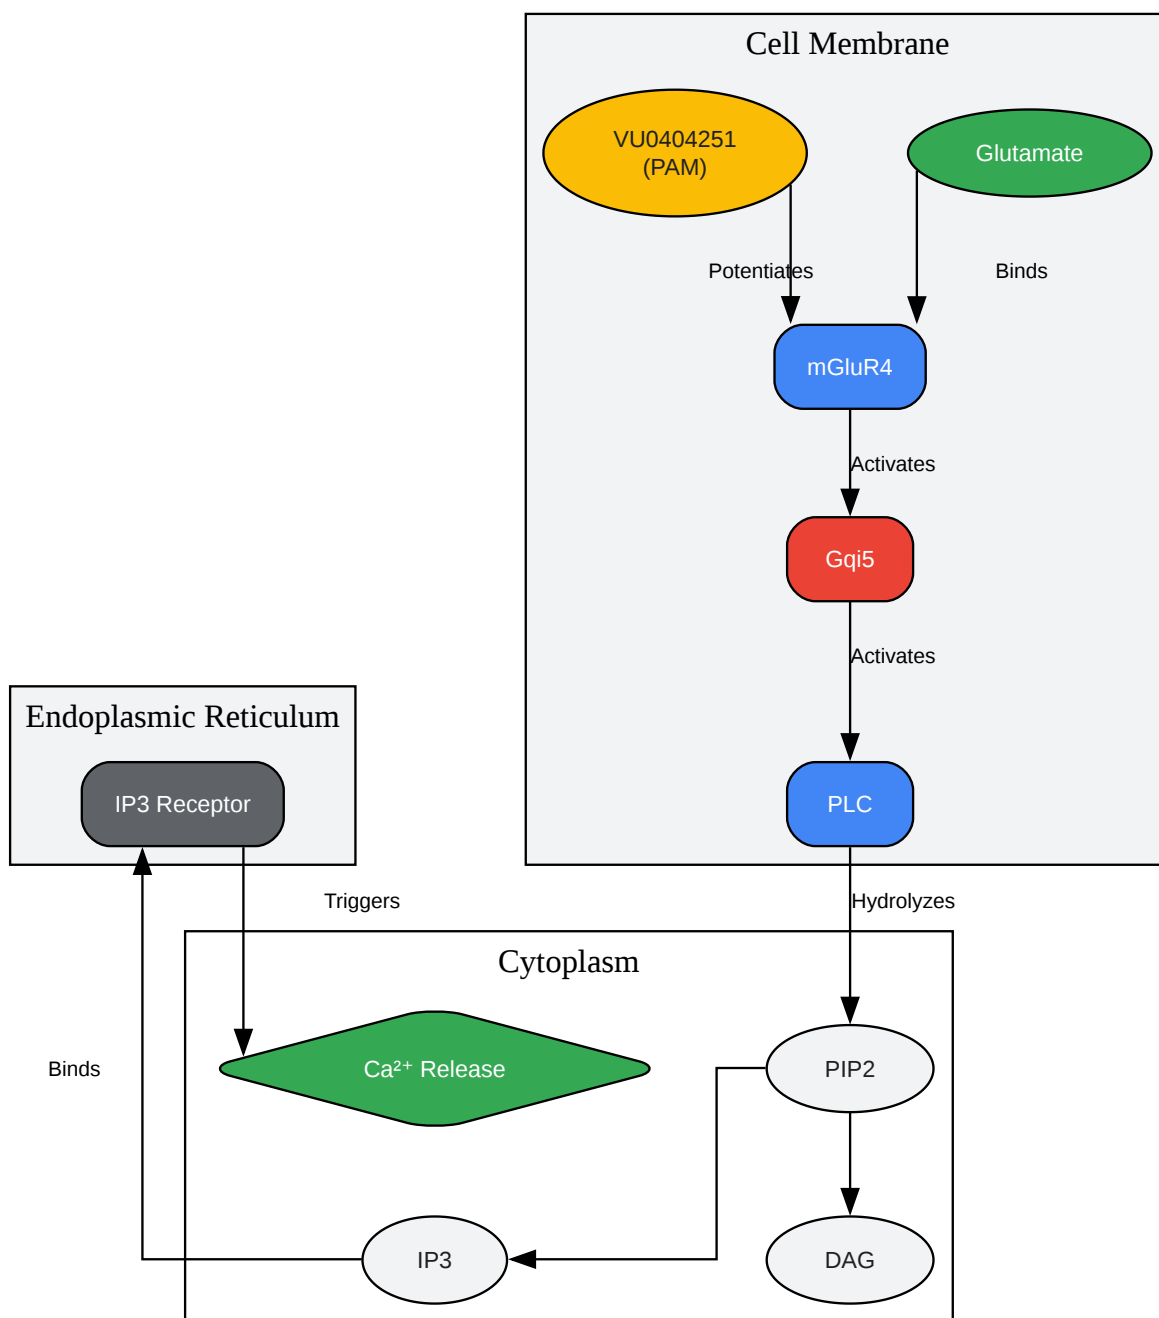 Cell Membrane
VU0404251
(PAM)
Glutamate
Potentiates
Binds
mGluR4
Activates
Gqi5
Activates
Endoplasmic Reticulum
IP3 Receptor
PLC
Triggers
Hydrolyzes
Cytoplasm
Binds
Ca²⁺ Release
PIP2
IP3
DAG